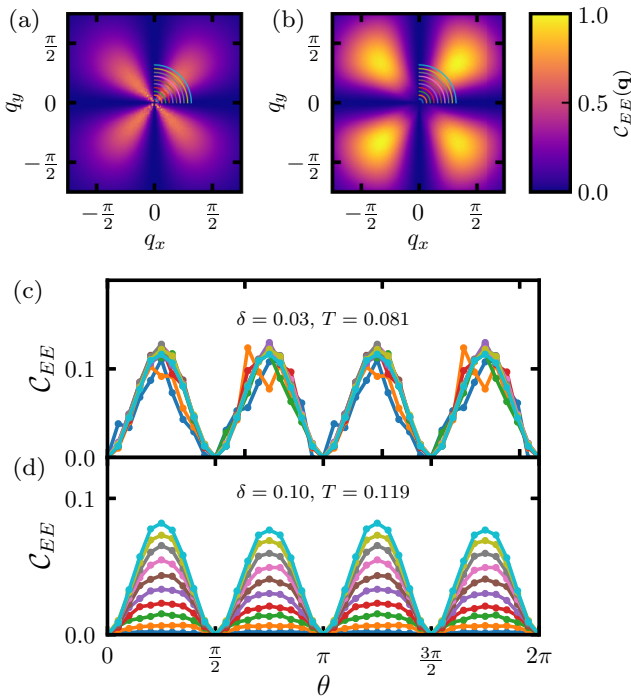 (a)
(b)
π/2
0
−π/2
q_y
−π/2
0
π/2
q_x
π/2
0
−π/2
q_y
−π/2
0
π/2
q_x
1.0
0.5
0.0
𝒞_EE(q)
(c)
δ = 0.03, T = 0.081
0.1
0.0
𝒞_EE
(d)
δ = 0.10, T = 0.119
0.1
0.0
𝒞_EE
0
π/2
π
3π/2
2π
θ